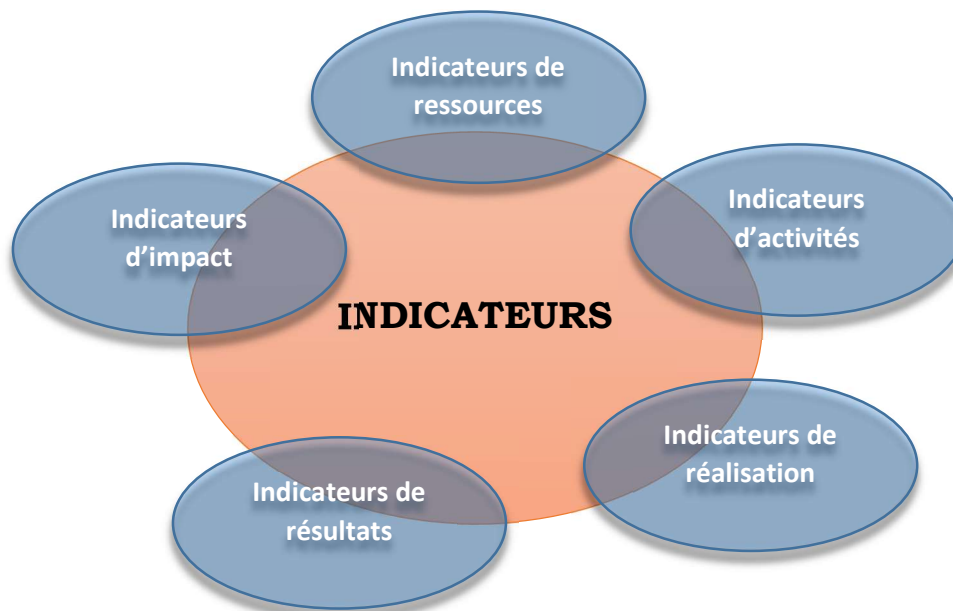 Indicateurs de
ressources
Indicateurs
d’activités
Indicateurs
d’impact
INDICATEURS
Indicateurs de
réalisation
Indicateurs de
résultats